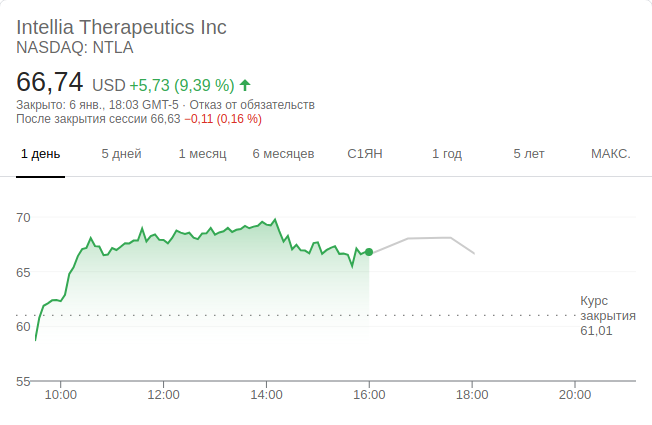 Intellia Therapeutics Inc
NASDAQ: NTLA
66,74 USD +5,73 (9,39 %)
Закрыто: 6 янв., 18:03 GMT-5 · Отказ от обязательств
После закрытия сессии 66,63 −0,11 (0,16 %)
1 день 5 дней 1 месяц 6 месяцев С1ЯН 1 год 5 лет МАКС.
70
65
Курс
закрытия
60
61,01
55
10:00 12:00 14:00 16:00 18:00 20:00